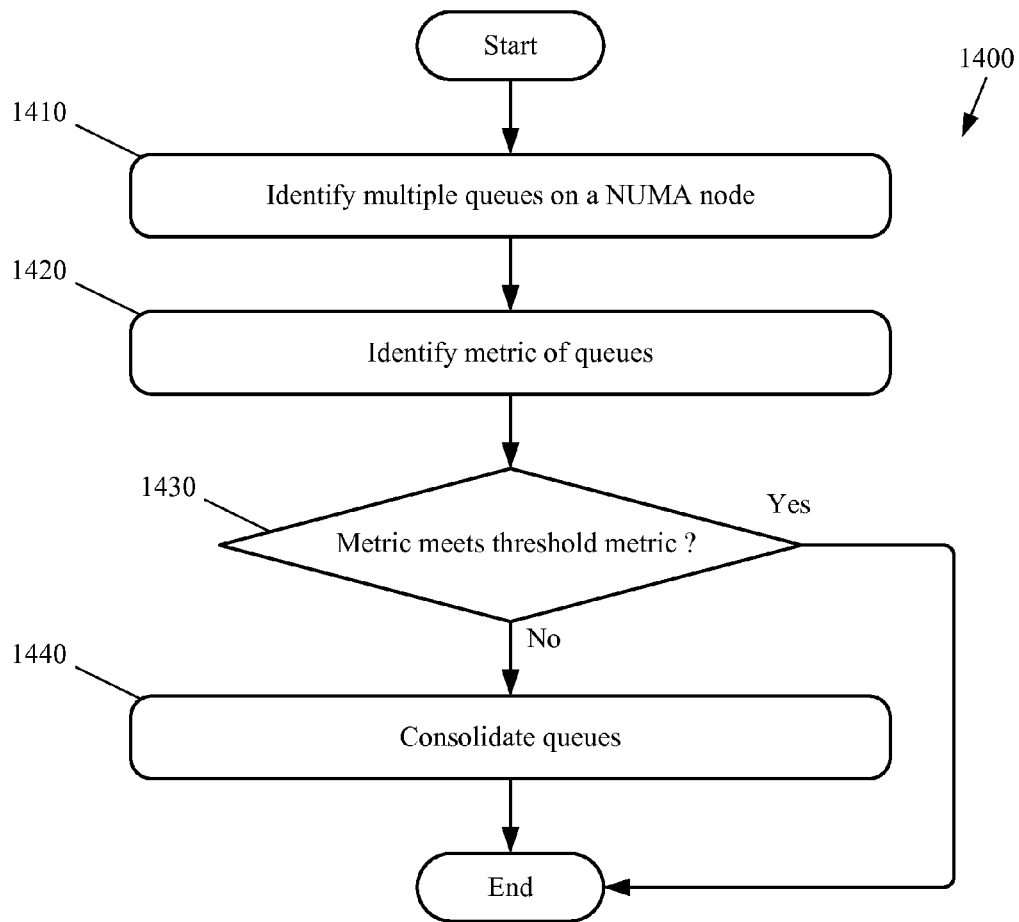 Start
1400
1410
Identify multiple queues on a NUMA node
1420
Identify metric of queues
1430
Yes
Metric meets threshold metric ?
No
1440
Consolidate queues
End